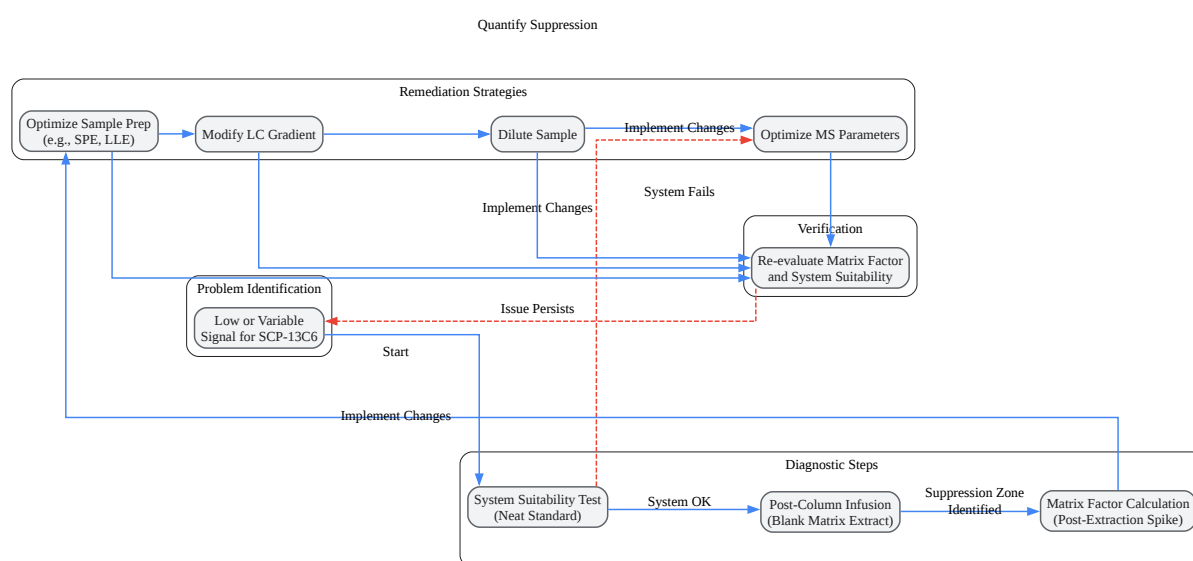 Quantify Suppression
Remediation Strategies
Optimize Sample Prep
(e.g., SPE, LLE)
Modify LC Gradient
Dilute Sample
Implement Changes
Optimize MS Parameters
Implement Changes
System Fails
Verification
Re-evaluate Matrix Factor
and System Suitability
Problem Identification
Low or Variable
Signal for SCP-13C6
Issue Persists
Start
Implement Changes
Diagnostic Steps
System Suitability Test
(Neat Standard)
System OK
Post-Column Infusion
(Blank Matrix Extract)
Suppression Zone
Identified
Matrix Factor Calculation
(Post-Extraction Spike)